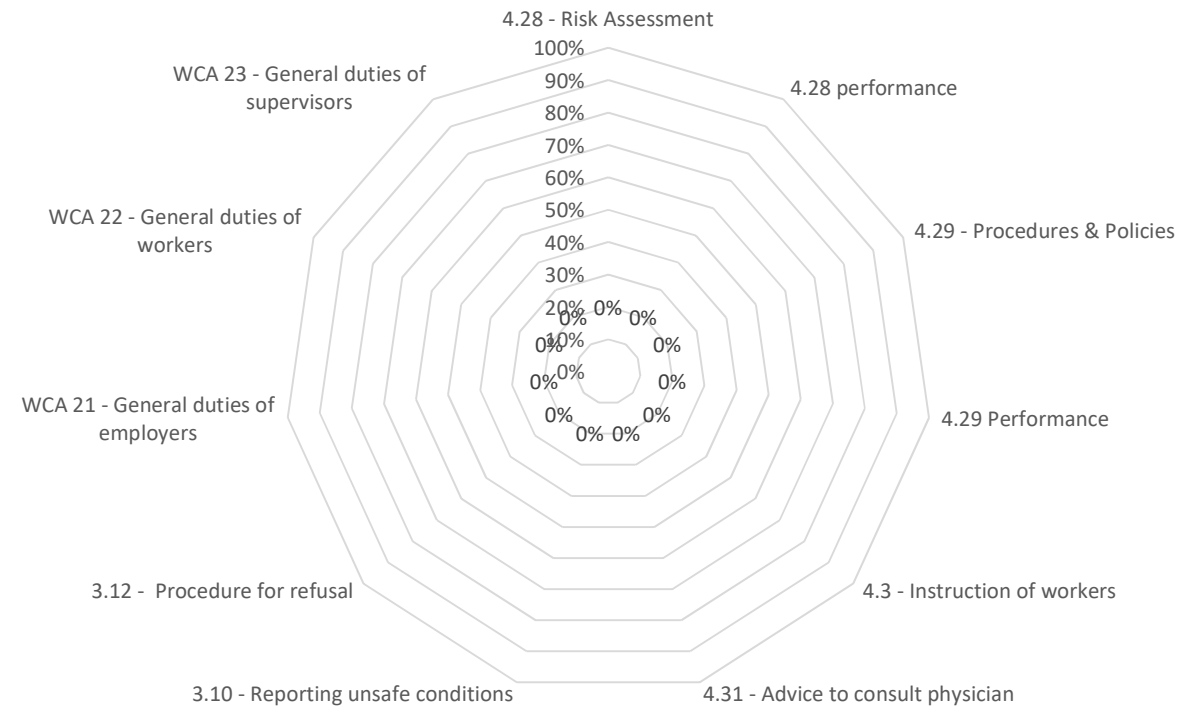 4.28 - Risk Assessment
100%
WCA 23 - General duties of
supervisors
4.28 performance
90%
80%
70%
60%
WCA 22 - General duties of
workers
50%
4.29 - Procedures & Policies
40%
30%
20%
0%
0%
0%
0%
10%
0%
0%
0%
0%
0%
WCA 21 - General duties of
employers
4.29 Performance
0%
0%
0%
0%
3.12 -  Procedure for refusal
4.3 - Instruction of workers
3.10 - Reporting unsafe conditions
4.31 - Advice to consult physician